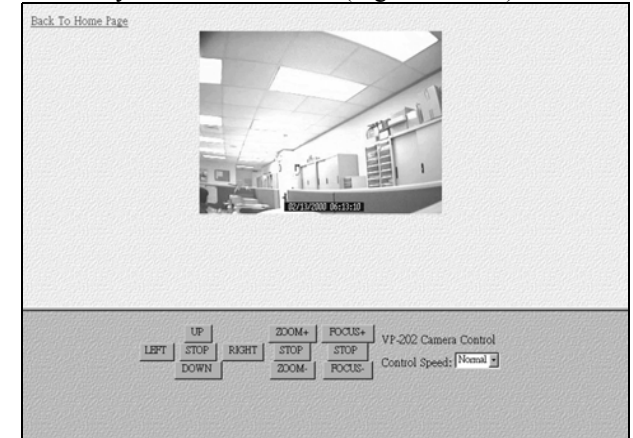 Back To Home Page
02/13/2000 06:13:10
UP ZOOM+ FOCUS+
VP-202 Camera Control
LEFT STOP RIGHT STOP STOP
Control Speed: Normal
DOWN ZOOM- FOCUS-